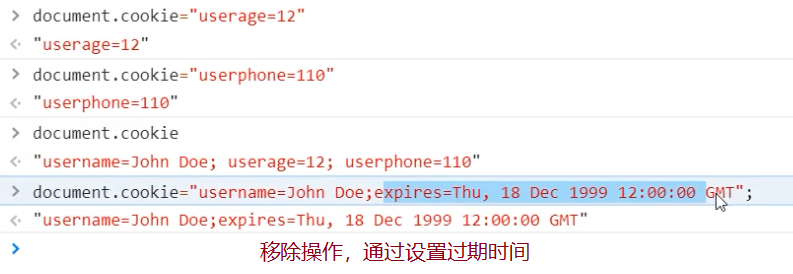 > document.cookie="userage=12"
< "userage=12"
> document.cookie="userphone=110"
< "userphone=110"
> document.cookie
< "username=John Doe; userage=12; userphone=110"
> document.cookie="username=John Doe;expires=Thu, 18 Dec 1999 12:00:00 GMT";
< "username=John Doe;expires=Thu, 18 Dec 1999 12:00:00 GMT"
>
移除操作，通过设置过期时间